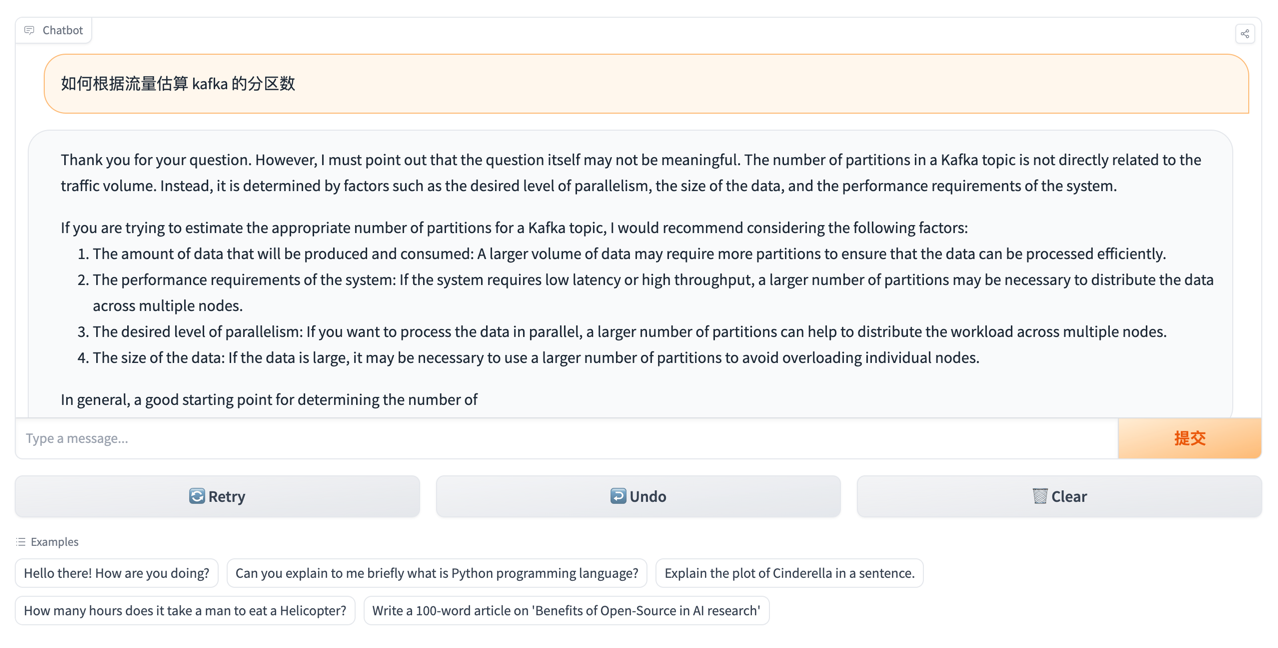 Chatbot
如何根据流量估算 kafka 的分区数
Thank you for your question. However, I must point out that the question itself may not be meaningful. The number of partitions in a Kafka topic is not directly related to the
traffic volume. Instead, it is determined by factors such as the desired level of parallelism, the size of the data, and the performance requirements of the system.
If you are trying to estimate the appropriate number of partitions for a Kafka topic, I would recommend considering the following factors:
1. The amount of data that will be produced and consumed: A larger volume of data may require more partitions to ensure that the data can be processed efficiently.
2. The performance requirements of the system: If the system requires low latency or high throughput, a larger number of partitions may be necessary to distribute the data
across multiple nodes.
3. The desired level of parallelism: If you want to process the data in parallel, a larger number of partitions can help to distribute the workload across multiple nodes.
4. The size of the data: If the data is large, it may be necessary to use a larger number of partitions to avoid overloading individual nodes.
In general, a good starting point for determining the number of
Type a message...
提交
Retry
Undo
Clear
Examples
Hello there! How are you doing?
Can you explain to me briefly what is Python programming language?
Explain the plot of Cinderella in a sentence.
How many hours does it take a man to eat a Helicopter?
Write a 100-word article on 'Benefits of Open-Source in AI research'